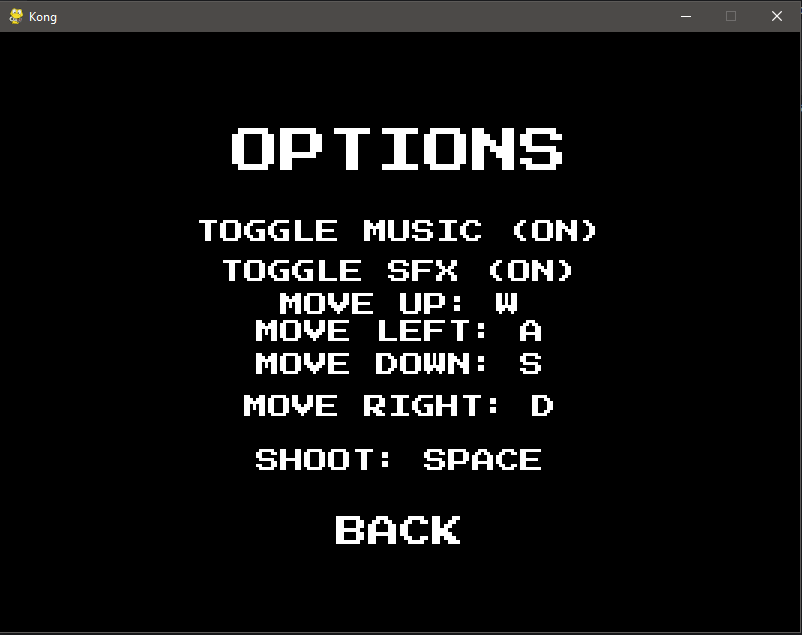 Kong
OPTIONS
TOGGLE MUSIC (ON)
TOGGLE SFX (ON)
MOVE UP: W
MOVE LEFT: A
MOVE DOWN: S
MOVE RIGHT: D
SHOOT: SPACE
BACK